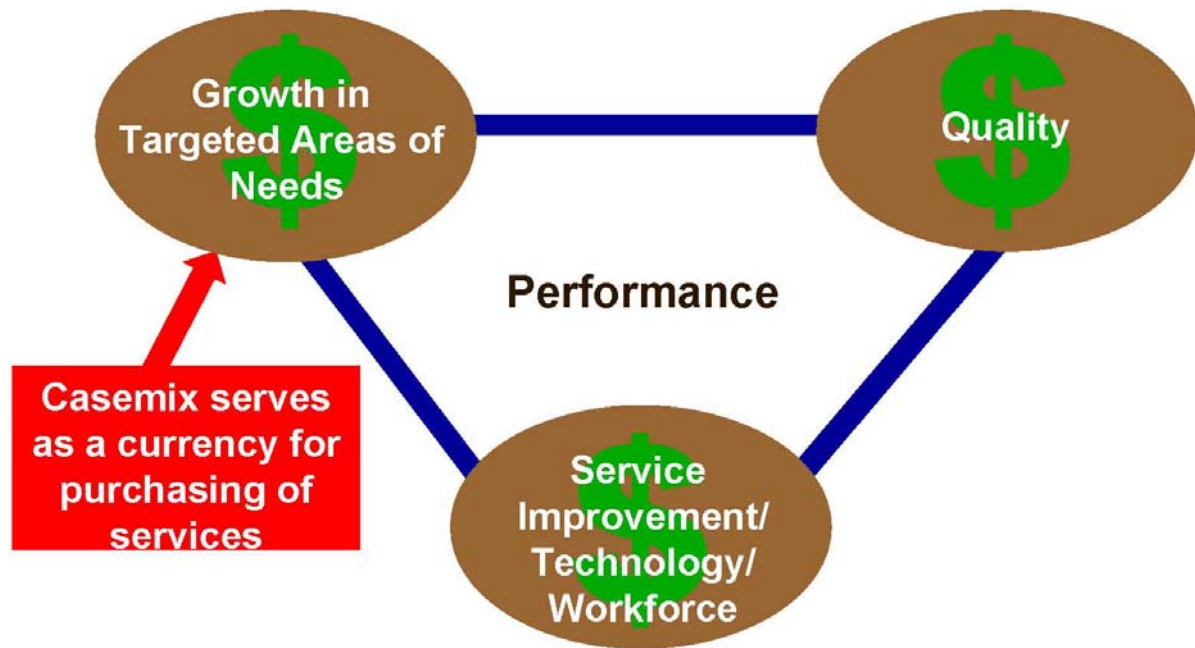 Growth in
Targeted Areas of
Needs
$
Quality
$
Performance
Casemix serves
as a currency for
purchasing of
services
Service
Improvement/
Technology/
Workforce
$